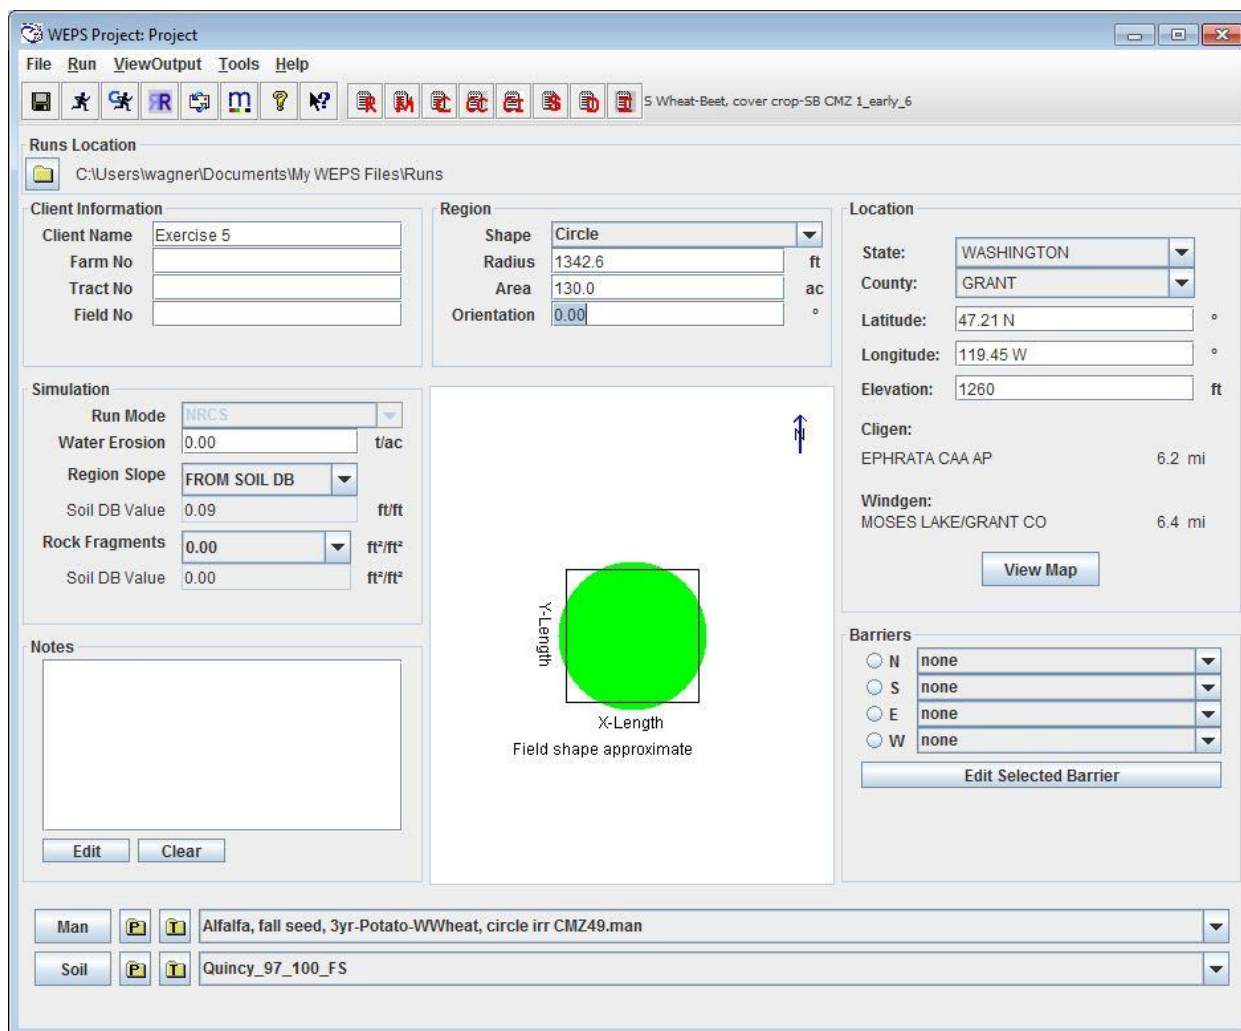 WEPS Project: Project
File Run ViewOutput Tools Help
R M C C C S D I S Wheat-Beet, cover crop-SB CMZ 1_early_6
Runs Location
C:\Users\wagner\Documents\My WEPS Files\Runs
Client Information
Client Name Exercise 5
Farm No
Tract No
Field No
Region
Shape Circle
Radius 1342.6 ft
Area 130.0 ac
Orientation 0.00 °
Location
State: WASHINGTON
County: GRANT
Latitude: 47.21 N °
Longitude: 119.45 W °
Elevation: 1260 ft
Cligen:
EPHRATA CAA AP 6.2 mi
Windgen:
MOSES LAKE/GRANT CO 6.4 mi
View Map
Simulation
Run Mode NRCS
Water Erosion 0.00 t/ac
Region Slope FROM SOIL DB
Soil DB Value 0.09 ft/ft
Rock Fragments 0.00 ft²/ft²
Soil DB Value 0.00 ft²/ft²
N
Y-Length
X-Length
Field shape approximate
Barriers
N none
S none
E none
W none
Edit Selected Barrier
Notes
Edit Clear
Man P T Alfalfa, fall seed, 3yr-Potato-WWheat, circle irr CMZ49.man
Soil P T Quincy_97_100_FS